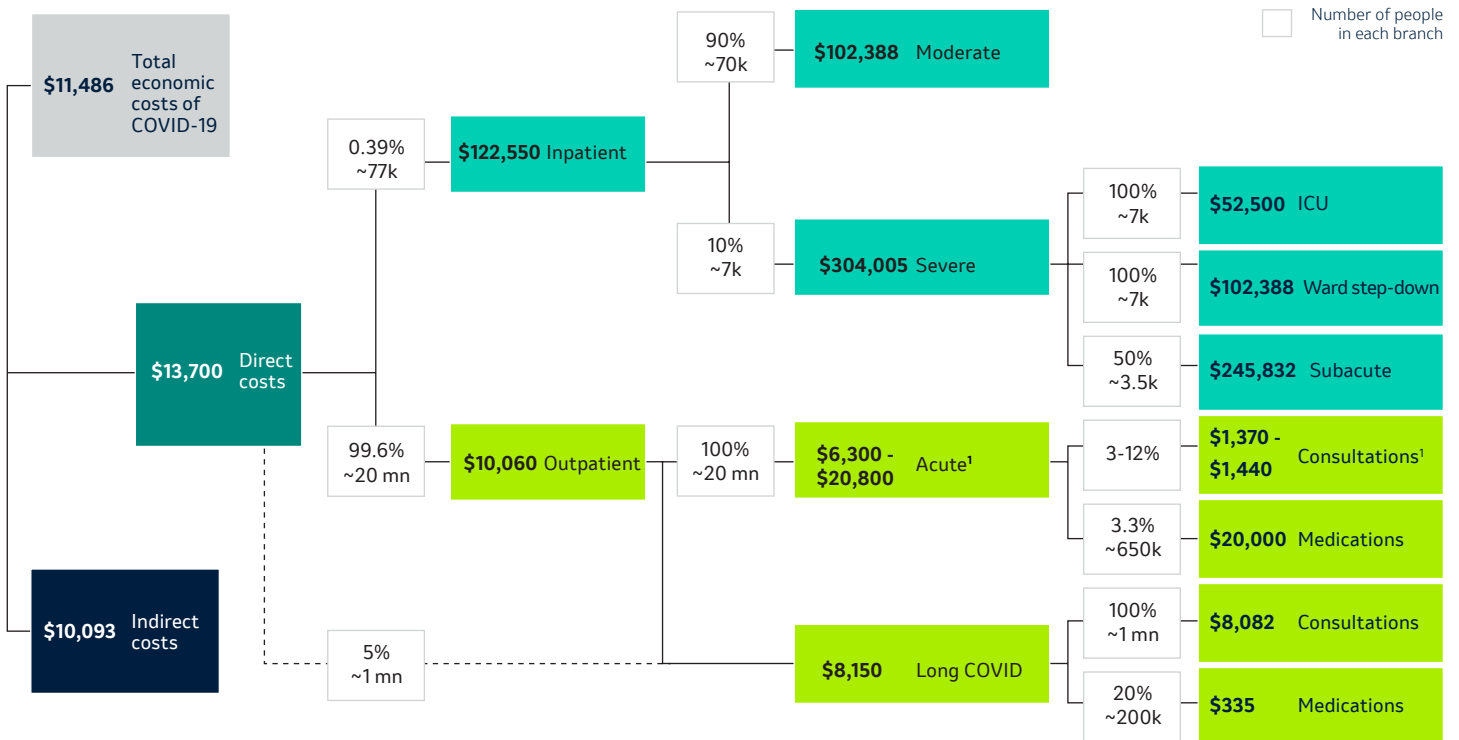 Number of people
in each branch
$11,486 Total
economic
costs of
COVID-19
$13,700 Direct
costs
$10,093 Indirect
costs
0.39%
~77k
$122,550 Inpatient
90%
~70k
$102,388 Moderate
10%
~7k
$304,005 Severe
100%
~7k
$52,500 ICU
100%
~7k
$102,388 Ward step-down
50%
~3.5k
$245,832 Subacute
99.6%
~20 mn
$10,060 Outpatient
100%
~20 mn
$6,300 -
$20,800 Acute¹
3-12%
$1,370 -
$1,440 Consultations¹
3.3%
~650k
$20,000 Medications
5%
~1 mn
$8,150 Long COVID
100%
~1 mn
$8,082 Consultations
20%
~200k
$335 Medications